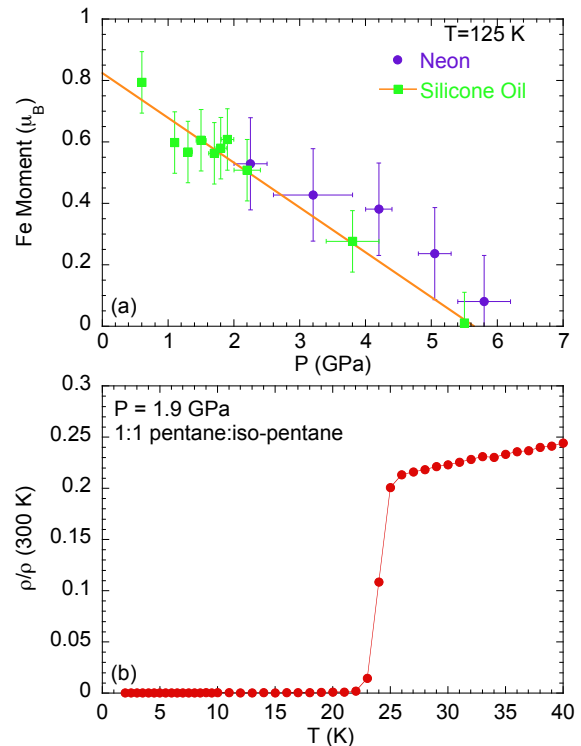 T=125 K
Neon
Silicone Oil
Fe Moment (μB)
1
0.8
0.6
0.4
0.2
0
(a)
0 1 2 3 4 5 6 7
P (GPa)
P = 1.9 GPa
1:1 pentane:iso-pentane
ρ/ρ (300 K)
0.3
0.25
0.2
0.15
0.1
0.05
0
(b)
0 5 10 15 20 25 30 35 40
T (K)